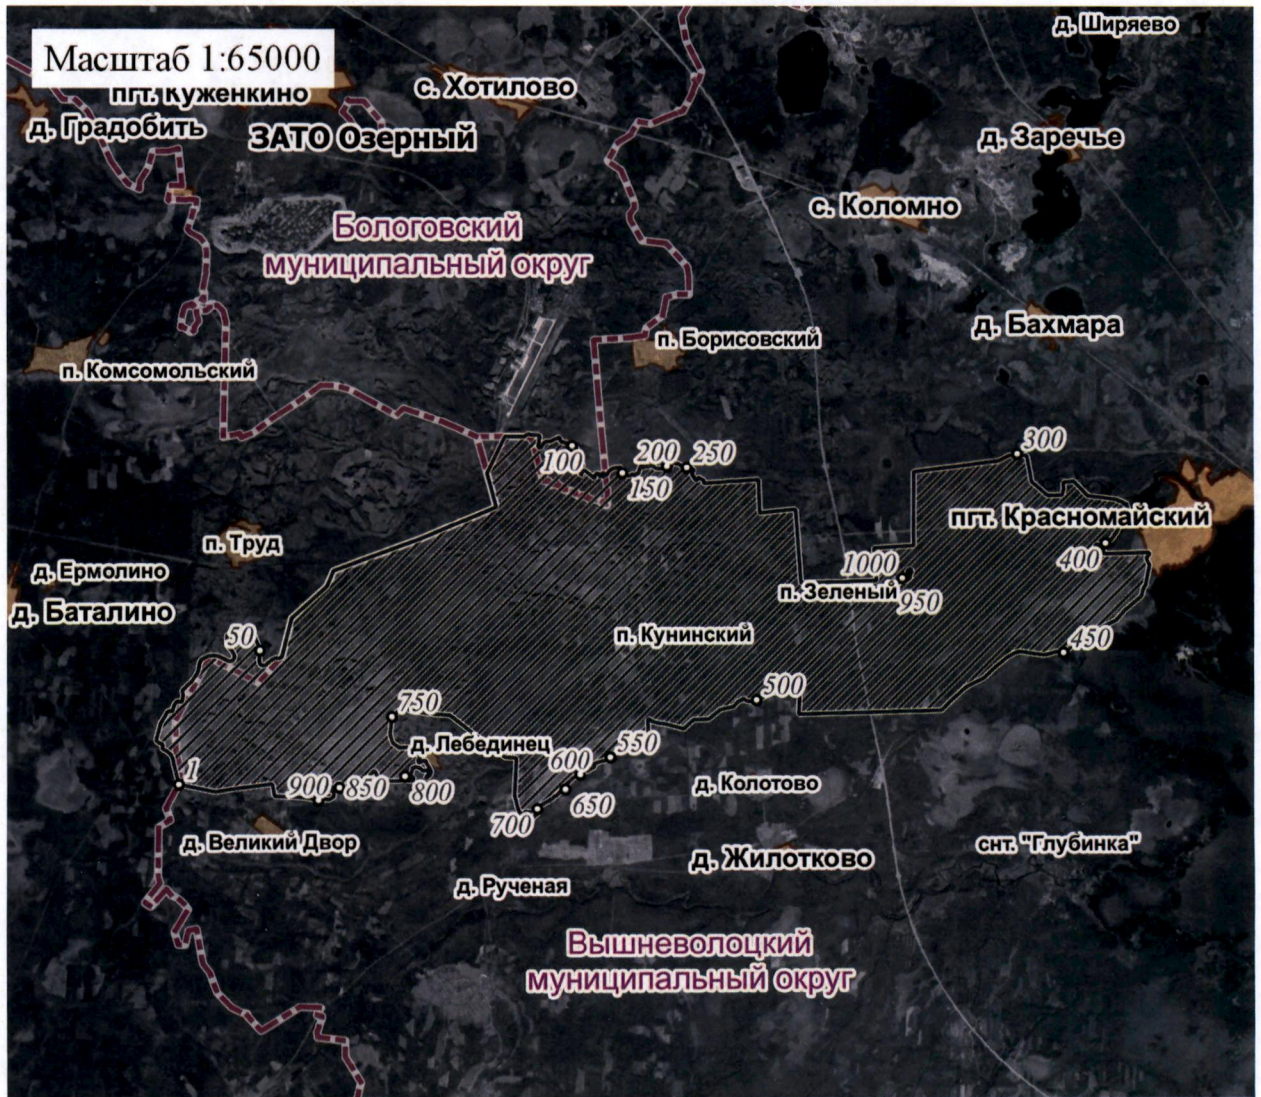 д. Ширяево
Масштаб 1:65000
пгт. Куженкино
с. Хотилово
д. Градобить
ЗАТО Озерный
д. Заречье
с. Коломно
Бологовский
муниципальный округ
д. Бахмара
п. Борисовский
п. Комсомольский
300
100
200
250
150
пгт. Красномайский
п. Труд
400
1000
д. Ермолино
950
п. Зеленый
д. Баталино
50
п. Кунинский
450
500
750
д. Лебединец
550
600
1
900
850
800
650
д. Колотово
700
д. Великий Двор
снт. "Глубинка"
д. Жилотково
д. Рученая
Вышневолоцкий
муниципальный округ